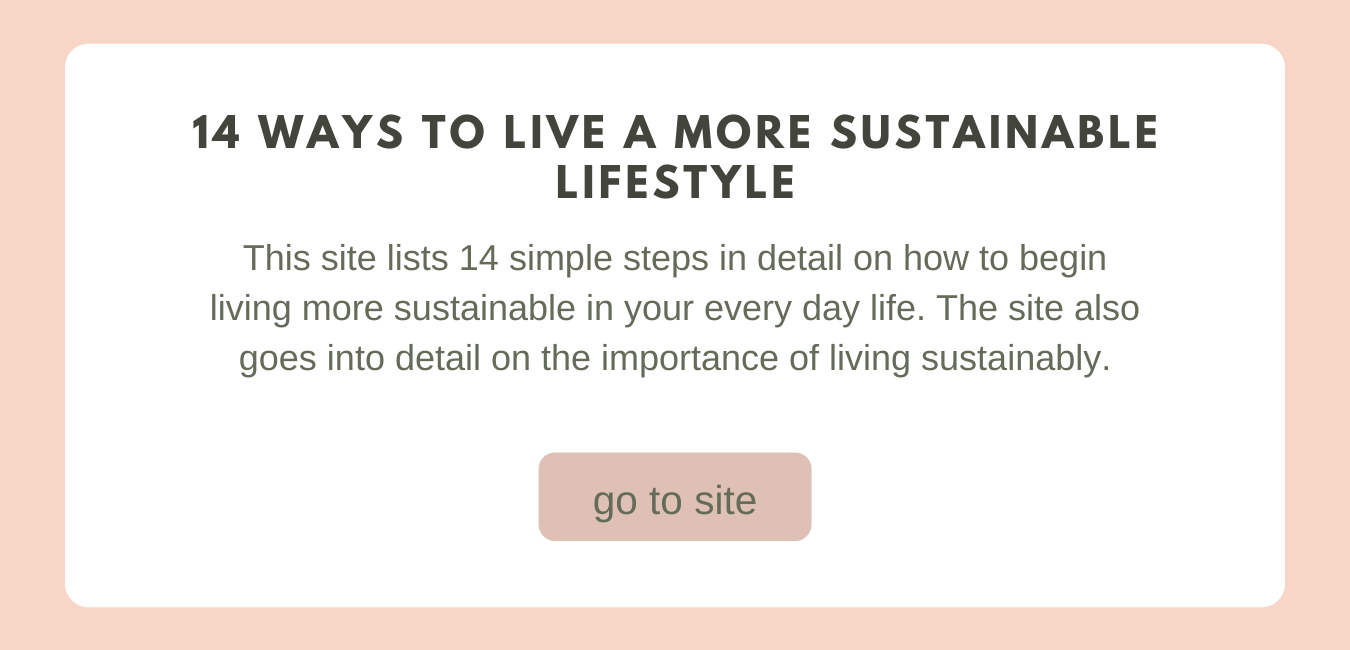 14 WAYS TO LIVE A MORE SUSTAINABLE
LIFESTYLE
This site lists 14 simple steps in detail on how to begin
living more sustainable in your every day life. The site also
goes into detail on the importance of living sustainably.
go to site